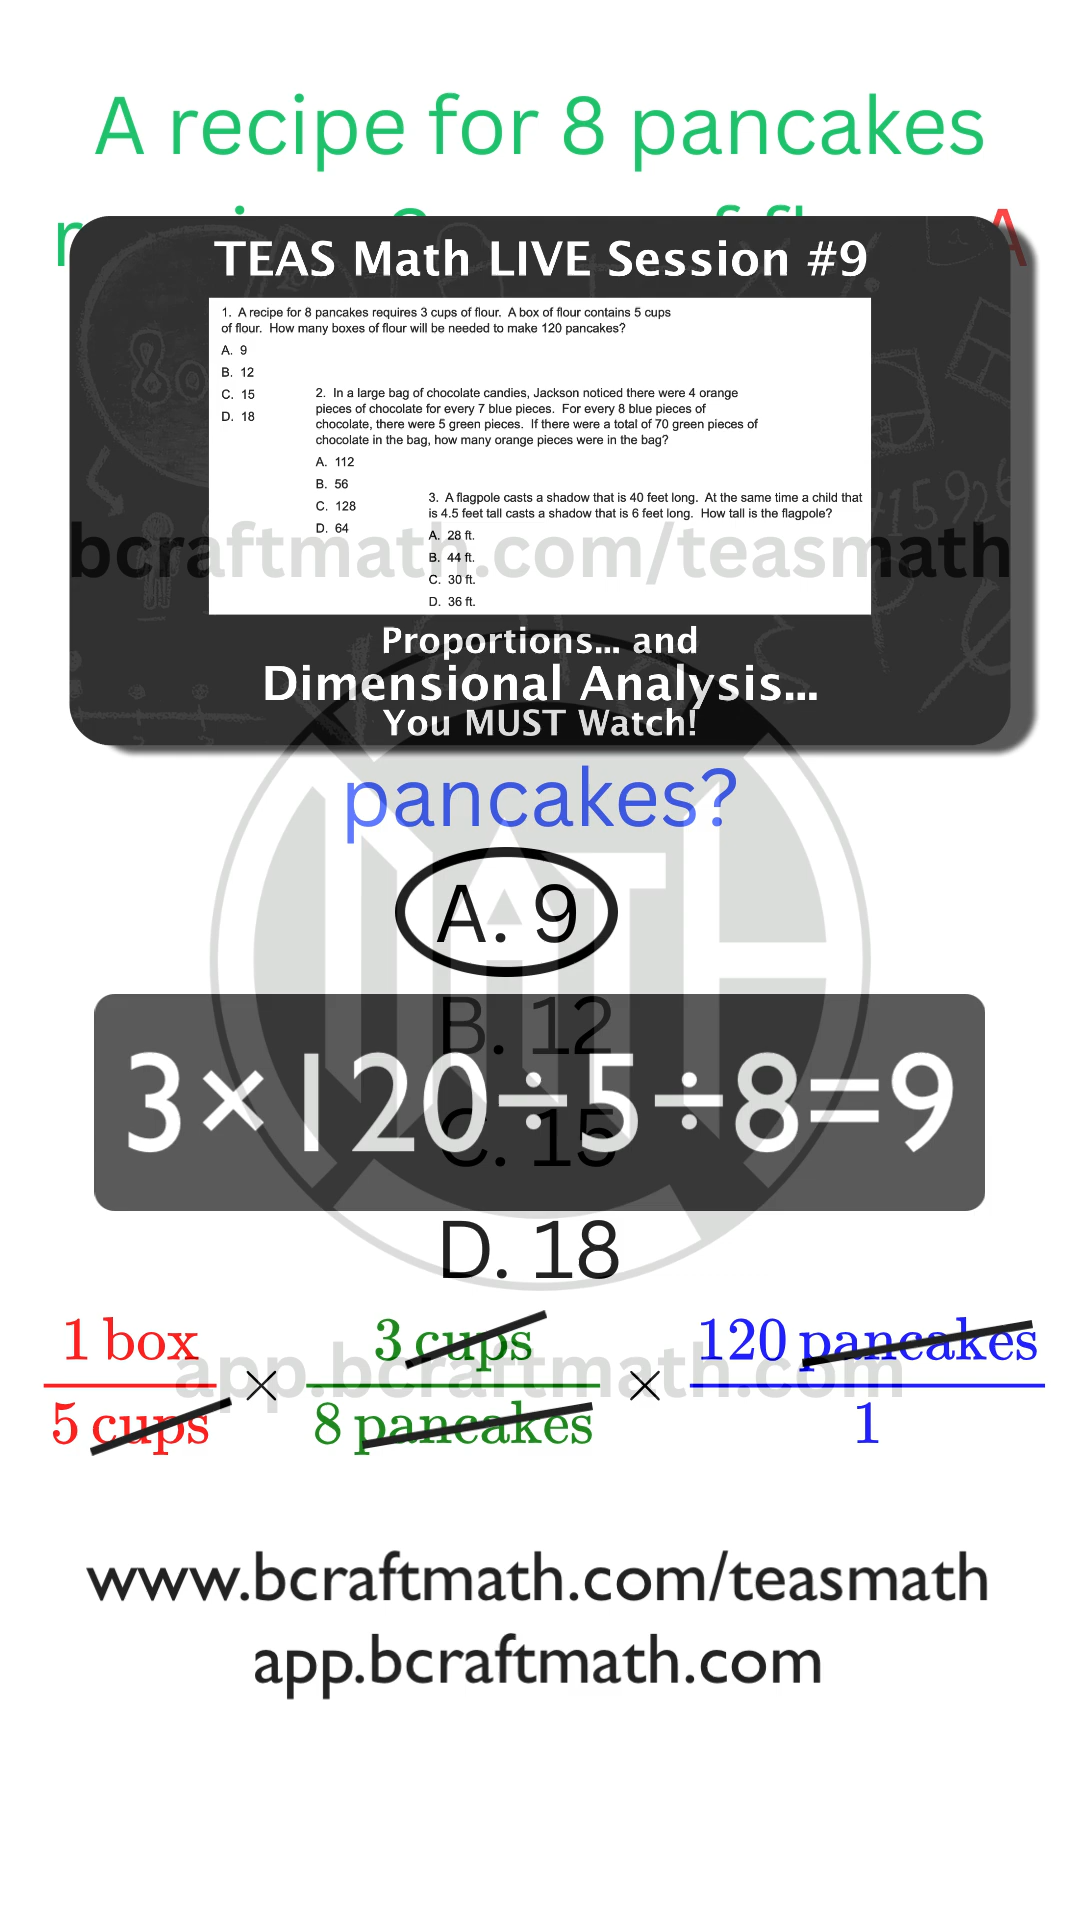 A recipe for 8 pancakes
A
TEAS Math LIVE Session #9
1. A recipe for 8 pancakes requires 3 cups of flour. A box of flour contains 5 cups
of flour. How many boxes of flour will be needed to make 120 pancakes?
A. 9
B. 12
C. 15
D. 18
2. In a large bag of chocolate candies, Jackson noticed there were 4 orange
pieces of chocolate for every 7 blue pieces. For every 8 blue pieces of
chocolate, there were 5 green pieces. If there were a total of 70 green pieces of
chocolate in the bag, how many orange pieces were in the bag?
A. 112
B. 56
C. 128
D. 64
3. A flagpole casts a shadow that is 40 feet long. At the same time a child that
is 4.5 feet tall casts a shadow that is 6 feet long. How tall is the flagpole?
A. 28 ft.
B. 44 ft.
C. 30 ft.
D. 36 ft.
bcraftmath.com/teasmath
Proportions... and
Dimensional Analysis...
You MUST Watch!
pancakes?
MATH
A. 9
B. 12
3×120÷5÷8=9
C. 15
D. 18
1 box 3 cups 120 pancakes
× ×
5 cups 8 pancakes 1
app.bcraftmath.com
www.bcraftmath.com/teasmath
app.bcraftmath.com